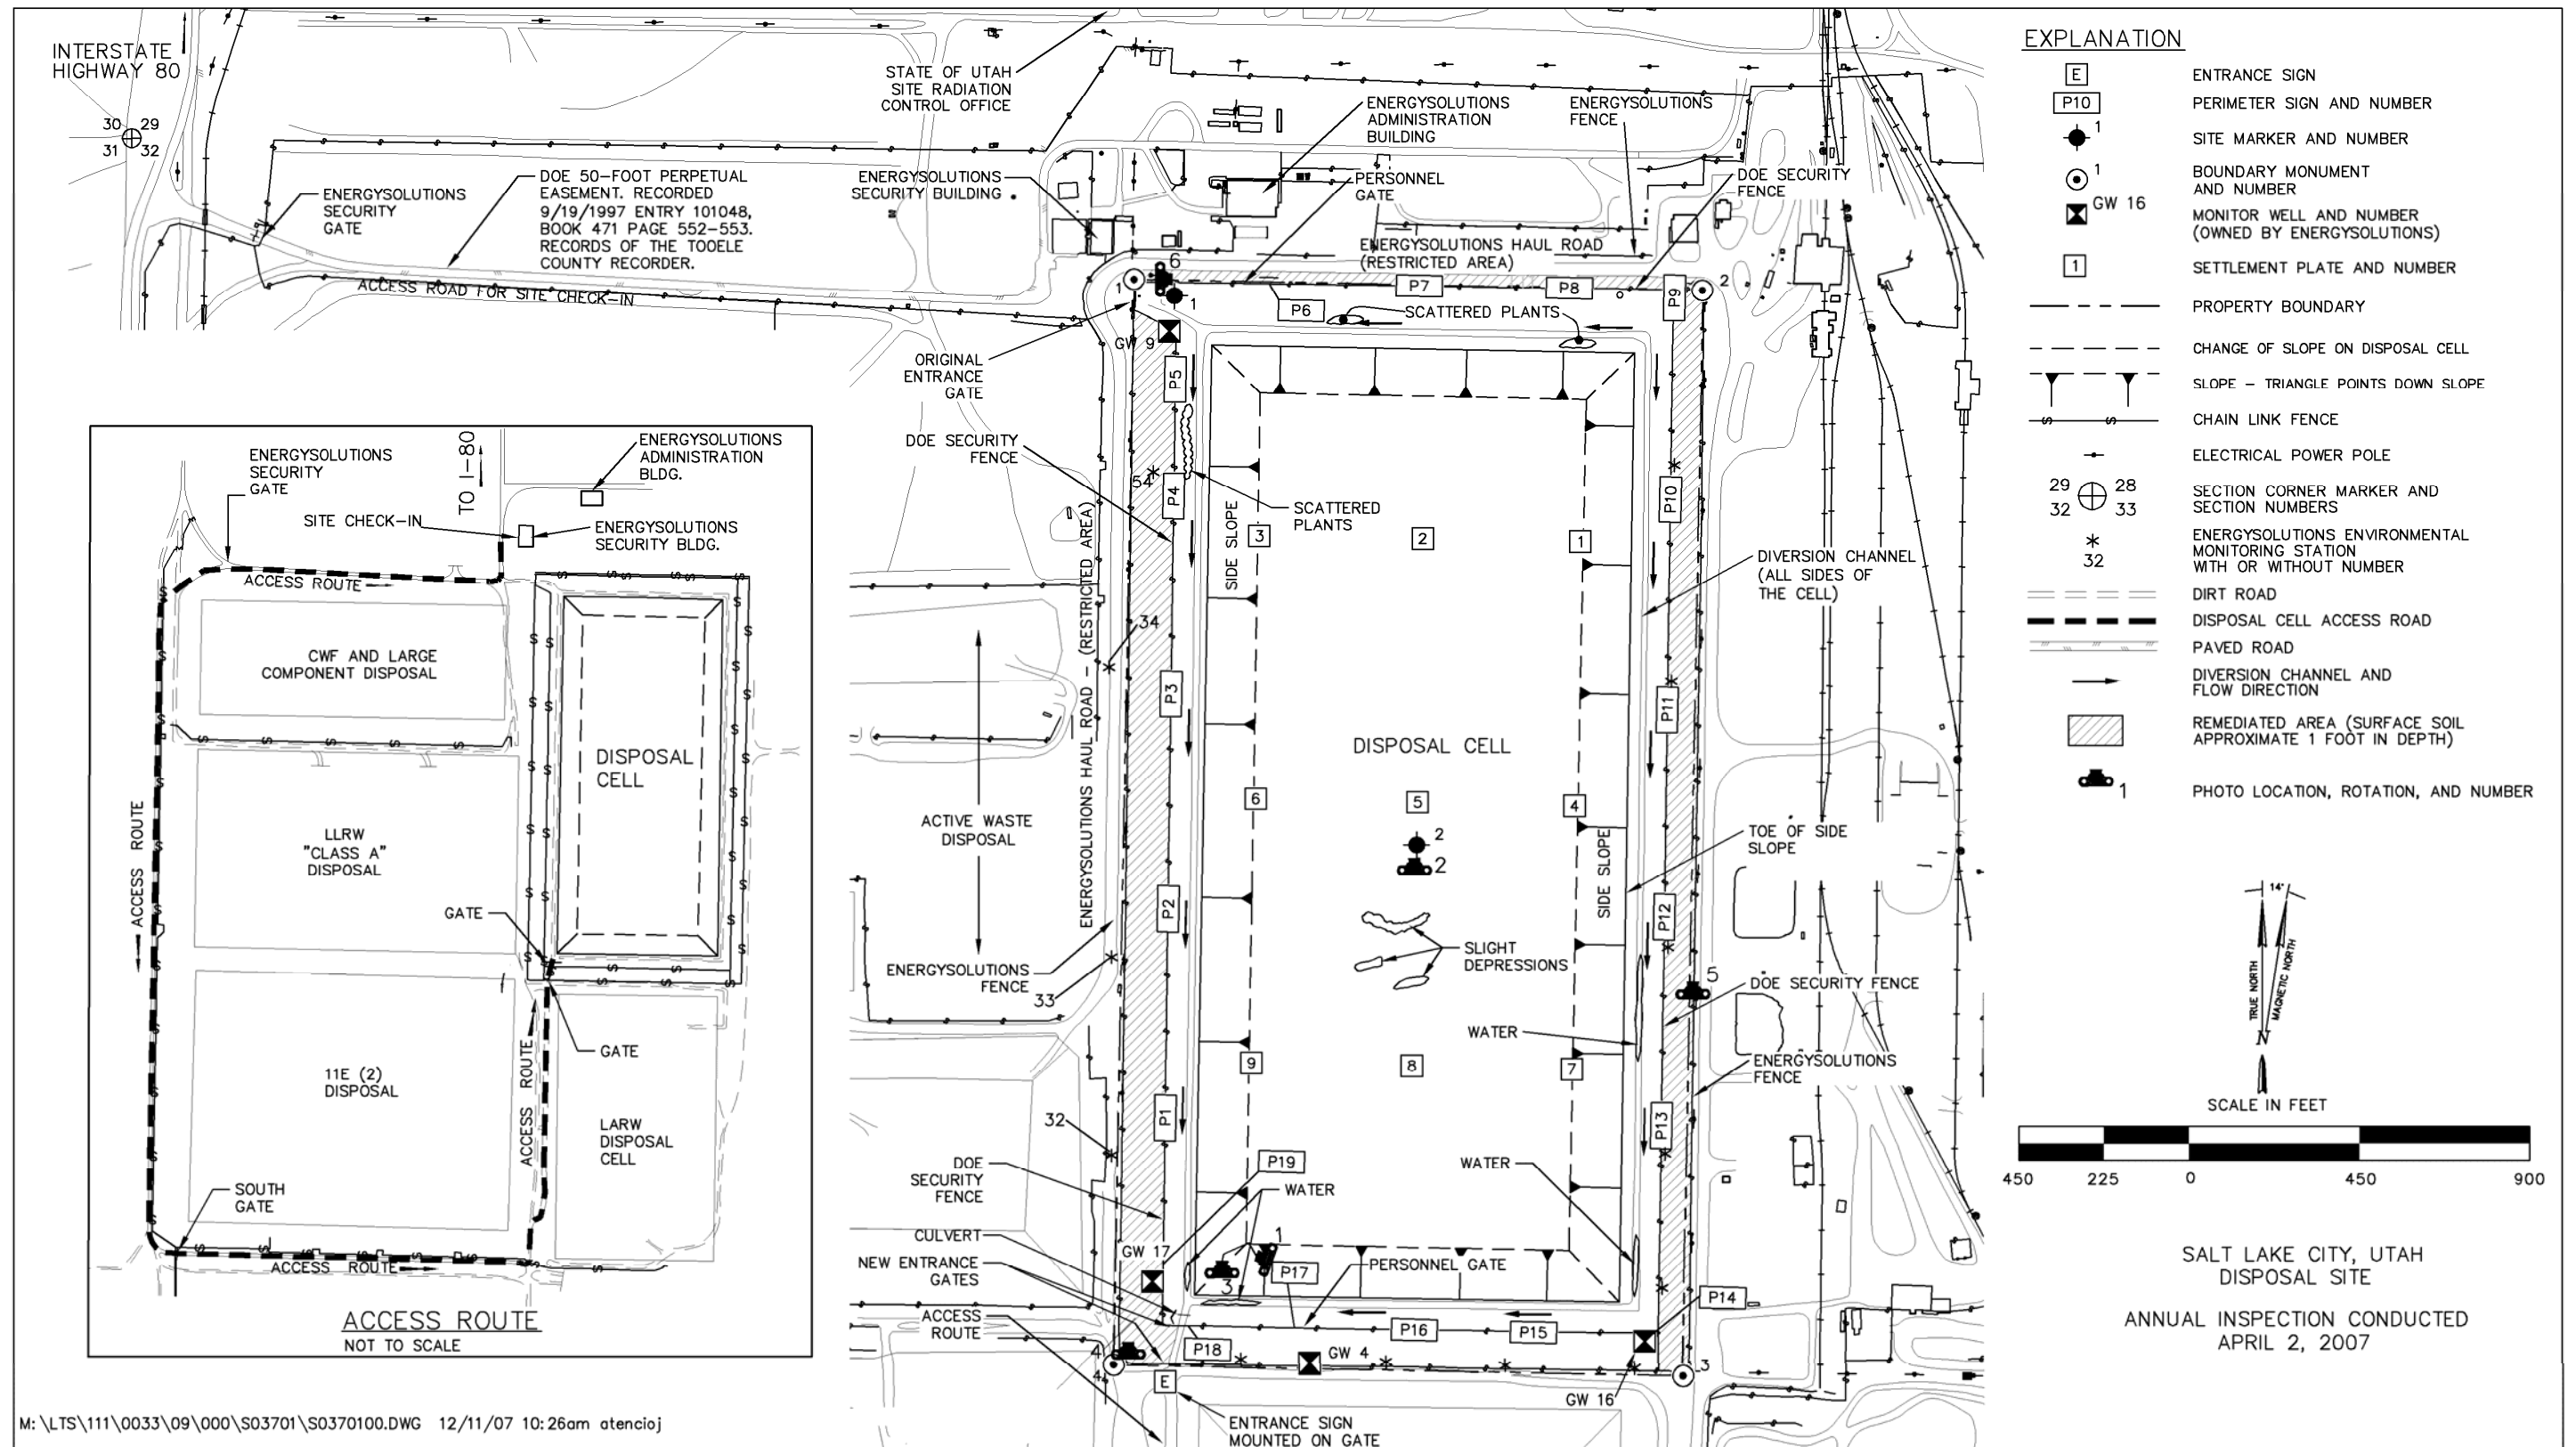 INTERSTATE
HIGHWAY 80
30 29
31 32
ENERGYSOLUTIONS
SECURITY
GATE
DOE 50-FOOT PERPETUAL
EASEMENT. RECORDED
9/19/1997 ENTRY 101048,
BOOK 471 PAGE 552-553.
RECORDS OF THE TOOELE
COUNTY RECORDER.
ACCESS ROAD FOR SITE CHECK-IN
STATE OF UTAH
SITE RADIATION
CONTROL OFFICE
ENERGYSOLUTIONS
SECURITY BUILDING
ENERGYSOLUTIONS
ADMINISTRATION
BUILDING
ENERGYSOLUTIONS
FENCE
PERSONNEL
GATE
DOE SECURITY
FENCE
ENERGYSOLUTIONS HAUL ROAD
(RESTRICTED AREA)
6
1
1
2
P6
P7
P8
P9
SCATTERED PLANTS
GW 9
ORIGINAL
ENTRANCE
GATE
P5
DOE SECURITY
FENCE
54
P4
SCATTERED
PLANTS
P10
SIDE SLOPE
3
2
1
DIVERSION CHANNEL
(ALL SIDES OF
THE CELL)
34
ENERGYSOLUTIONS HAUL ROAD - (RESTRICTED AREA)
P3
P11
DISPOSAL CELL
ACTIVE WASTE
DISPOSAL
6
5
4
2
2
TOE OF SIDE
SLOPE
SIDE SLOPE
P2
P12
SLIGHT
DEPRESSIONS
ENERGYSOLUTIONS
FENCE
33
5
DOE SECURITY FENCE
WATER
ENERGYSOLUTIONS
FENCE
9
8
7
32
P1
P13
DOE
SECURITY
FENCE
P19
WATER
WATER
CULVERT
NEW ENTRANCE
GATES
GW 17
1
3
P17
PERSONNEL GATE
P14
ACCESS
ROUTE
P16
P15
P18
GW 4
4
4
3
E
GW 16
ENTRANCE SIGN
MOUNTED ON GATE
ENERGYSOLUTIONS
SECURITY
GATE
TO I-80
ENERGYSOLUTIONS
ADMINISTRATION
BLDG.
SITE CHECK-IN
ENERGYSOLUTIONS
SECURITY BLDG.
ACCESS ROUTE
CWF AND LARGE
COMPONENT DISPOSAL
DISPOSAL
CELL
LLRW
"CLASS A"
DISPOSAL
ACCESS ROUTE
GATE
GATE
11E (2)
DISPOSAL
ACCESS ROUTE
LARW
DISPOSAL
CELL
SOUTH
GATE
ACCESS ROUTE
ACCESS ROUTE
NOT TO SCALE
EXPLANATION
E ENTRANCE SIGN
P10 PERIMETER SIGN AND NUMBER
1 SITE MARKER AND NUMBER
1 BOUNDARY MONUMENT
AND NUMBER
GW 16 MONITOR WELL AND NUMBER
(OWNED BY ENERGYSOLUTIONS)
1 SETTLEMENT PLATE AND NUMBER
PROPERTY BOUNDARY
CHANGE OF SLOPE ON DISPOSAL CELL
SLOPE - TRIANGLE POINTS DOWN SLOPE
CHAIN LINK FENCE
ELECTRICAL POWER POLE
29 28 SECTION CORNER MARKER AND
32 33 SECTION NUMBERS
ENERGYSOLUTIONS ENVIRONMENTAL
MONITORING STATION
32 WITH OR WITHOUT NUMBER
DIRT ROAD
DISPOSAL CELL ACCESS ROAD
PAVED ROAD
DIVERSION CHANNEL AND
FLOW DIRECTION
REMEDIATED AREA (SURFACE SOIL
APPROXIMATE 1 FOOT IN DEPTH)
1 PHOTO LOCATION, ROTATION, AND NUMBER
14°
TRUE NORTH
MAGNETIC NORTH
N
SCALE IN FEET
450 225 0 450 900
SALT LAKE CITY, UTAH
DISPOSAL SITE
ANNUAL INSPECTION CONDUCTED
APRIL 2, 2007
M:\LTS\111\0033\09\000\S03701\S0370100.DWG 12/11/07 10:26am atencioj